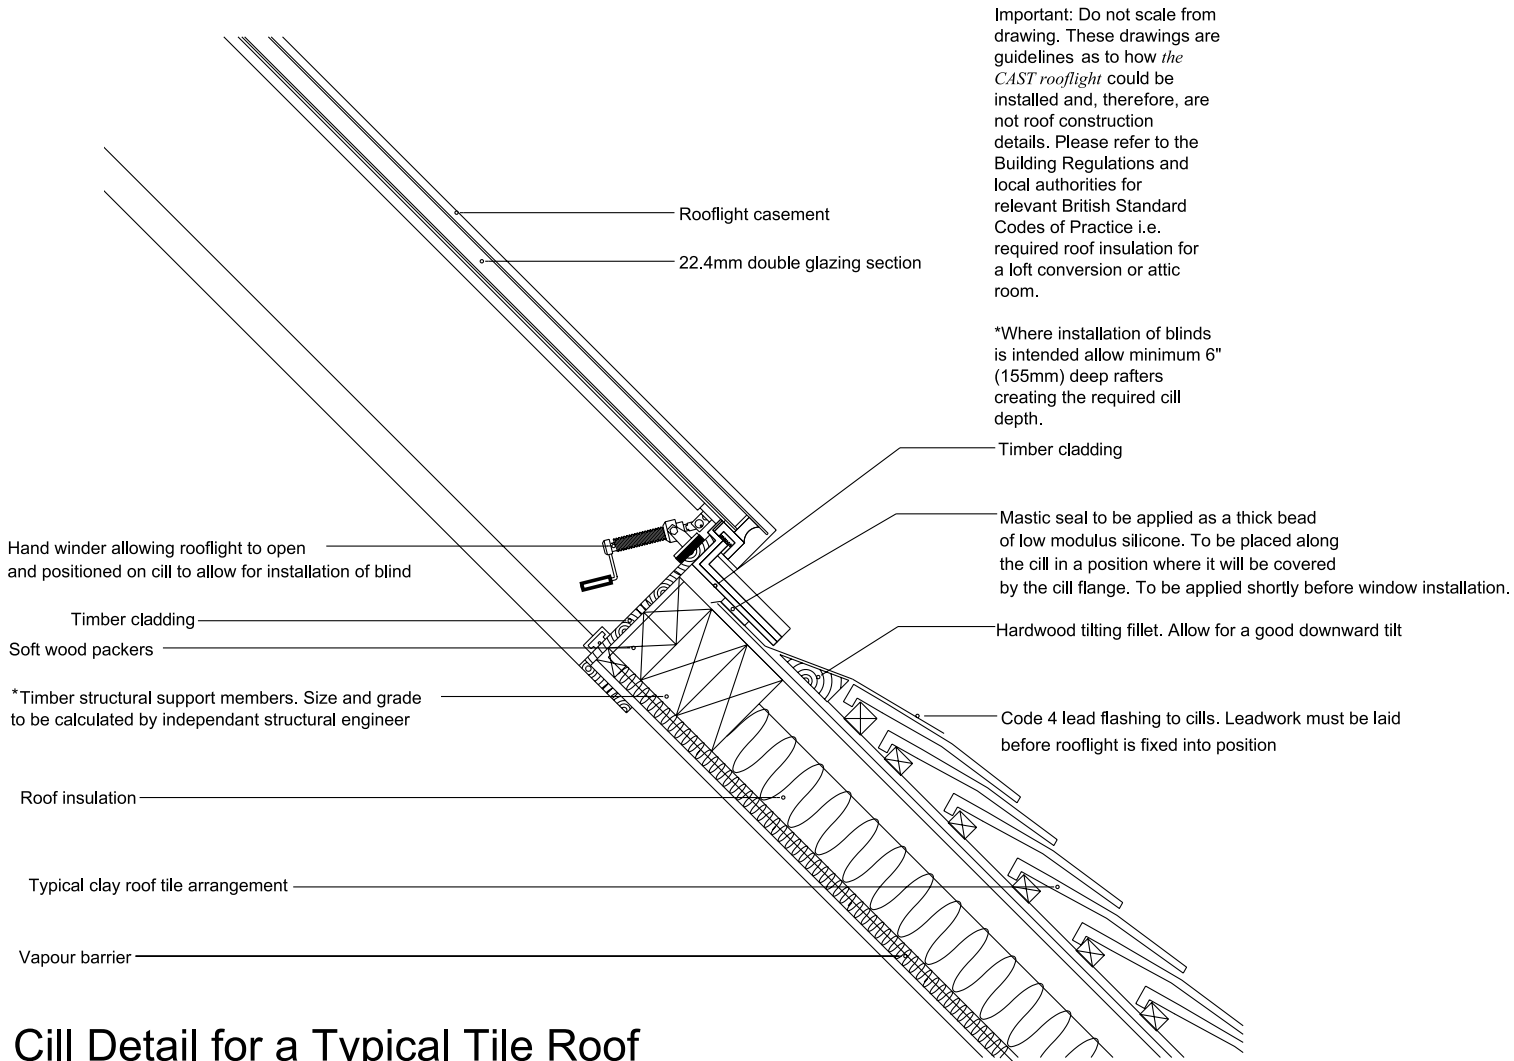 Important: Do not scale from
drawing. These drawings are
guidelines as to how the
CAST rooflight could be
installed and, therefore, are
not roof construction
details. Please refer to the
Building Regulations and
local authorities for
relevant British Standard
Codes of Practice i.e.
required roof insulation for
a loft conversion or attic
room.
*Where installation of blinds
is intended allow minimum 6"
(155mm) deep rafters
creating the required cill
depth.
Rooflight casement
22.4mm double glazing section
Timber cladding
Mastic seal to be applied as a thick bead
of low modulus silicone. To be placed along
the cill in a position where it will be covered
by the cill flange. To be applied shortly before window installation.
Hardwood tilting fillet. Allow for a good downward tilt
Code 4 lead flashing to cills. Leadwork must be laid
before rooflight is fixed into position
Hand winder allowing rooflight to open
and positioned on cill to allow for installation of blind
Timber cladding
Soft wood packers
*Timber structural support members. Size and grade
to be calculated by independant structural engineer
Roof insulation
Typical clay roof tile arrangement
Vapour barrier
Cill Detail for a Typical Tile Roof